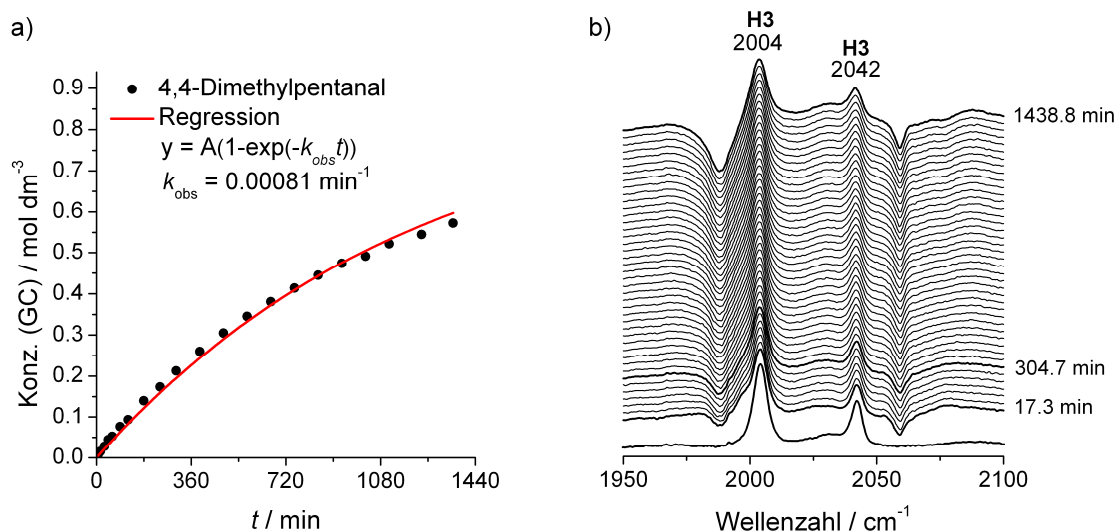 a)
Konz. (GC) / mol dm⁻³
0.9
0.8
0.7
0.6
0.5
0.4
0.3
0.2
0.1
0.0
4,4-Dimethylpentanal
Regression
y = A(1-exp(-k_obs t))
k_obs = 0.00081 min⁻¹
0 360 720 1080 1440
t / min
b)
H3
2004
H3
2042
1438.8 min
304.7 min
17.3 min
1950 2000 2050 2100
Wellenzahl / cm⁻¹